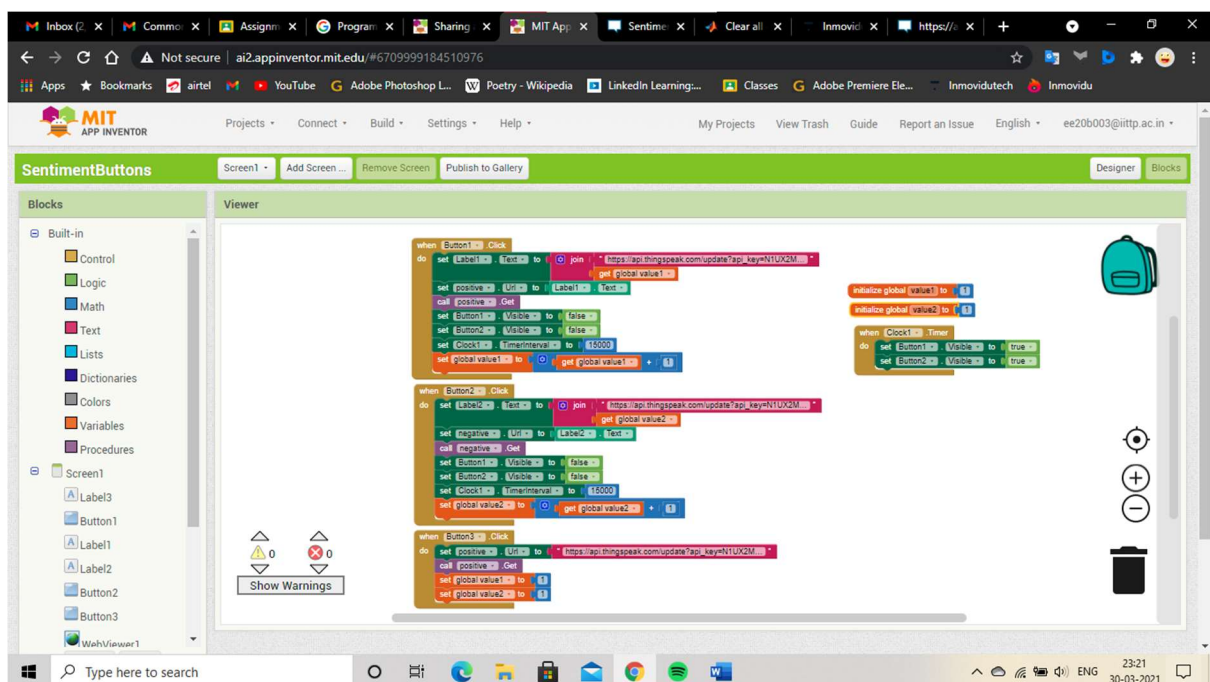 Inbox (2
Commo
Assignm
Program
Sharing
MIT App
Sentime
Clear all
Inmovid
https://a
Not secure | ai2.appinventor.mit.edu/#6709999184510976
Apps
Bookmarks
airtel
YouTube
Adobe Photoshop L...
Poetry - Wikipedia
LinkedIn Learning:...
Classes
Adobe Premiere Ele...
Inmovidutech
Inmovidu
MIT
APP INVENTOR
Projects
Connect
Build
Settings
Help
My Projects
View Trash
Guide
Report an Issue
English
ee20b003@iittp.ac.in
SentimentButtons
Screen1
Add Screen ...
Remove Screen
Publish to Gallery
Designer
Blocks
Blocks
Viewer
Built-in
Control
Logic
Math
Text
Lists
Dictionaries
Colors
Variables
Procedures
Screen1
Label3
Button1
Label1
Label2
Button2
Button3
WebViewer1
when Button1 .Click
do set Label1 . Text to join " https://api.thingspeak.com/update?api_key=N1UX2M... "
get global value1
set positive . Url to Label1 . Text
call positive .Get
set Button1 . Visible to false
set Button2 . Visible to false
set Clock1 . TimerInterval to 15000
set global value1 to get global value1 + 1
when Button2 .Click
do set Label2 . Text to join " https://api.thingspeak.com/update?api_key=N1UX2M... "
get global value2
set negative . Url to Label2 . Text
call negative .Get
set Button1 . Visible to false
set Button2 . Visible to false
set Clock1 . TimerInterval to 15000
set global value2 to get global value2 + 1
when Button3 .Click
do set positive . Url to " https://api.thingspeak.com/update?api_key=N1UX2M... "
call positive .Get
set global value1 to 1
set global value2 to 1
initialize global value1 to 1
initialize global value2 to 1
when Clock1 .Timer
do set Button1 . Visible to true
set Button2 . Visible to true
0
0
Show Warnings
Type here to search
ENG
23:21
30-03-2021